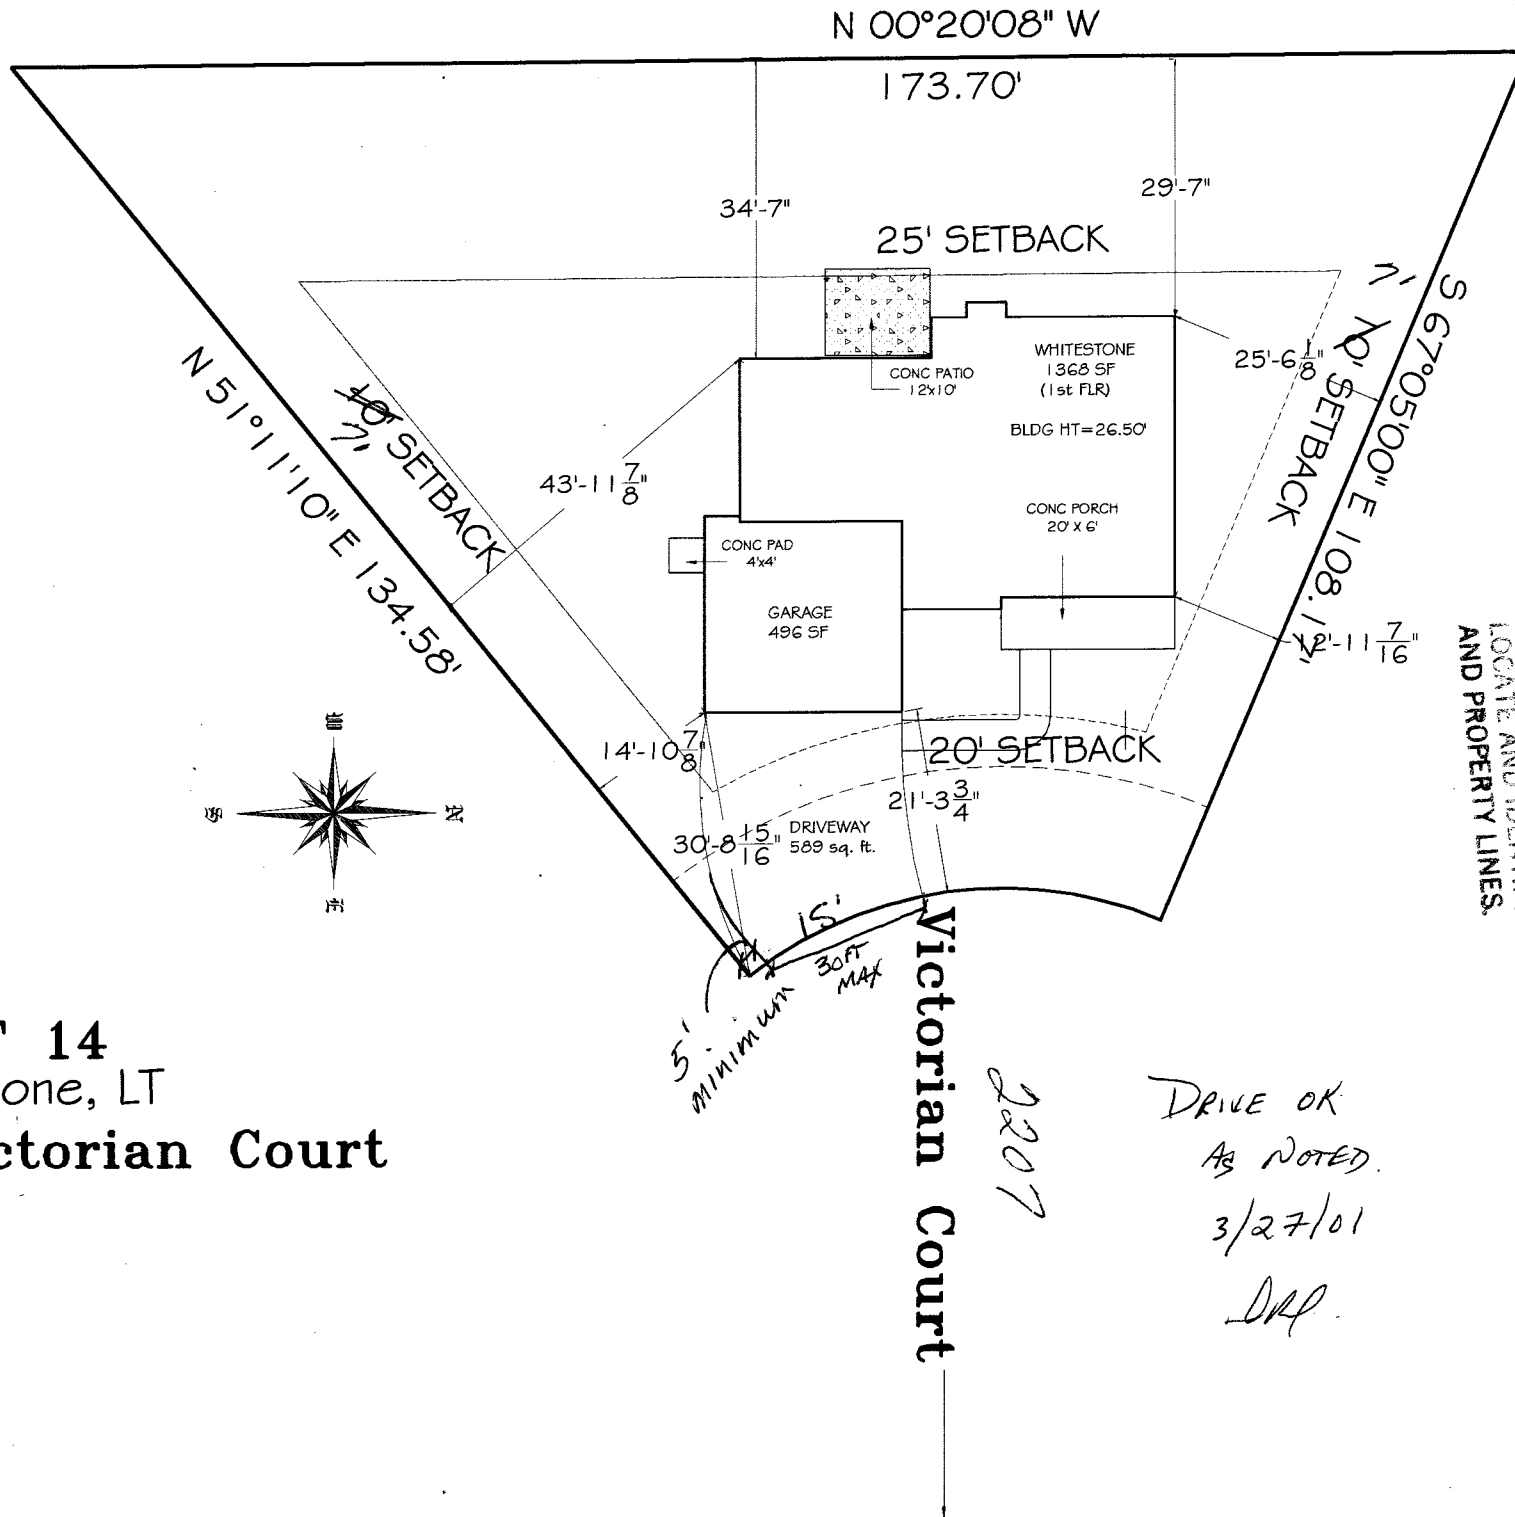 N 00°20'08" W
173.70'
34'-7"
29'-7"
25' SETBACK
7'
10' SETBACK
S 67°05'00" E 108.1
25'-6 1/8"
WHITESTONE
1368 SF
(1st FLR)
BLDG HT=26.50'
CONC PATIO
12x10'
N 51°11'10" E 134.58'
10' SETBACK
7'
43'-11 7/8"
CONC PAD
4'x4'
CONC PORCH
20' X 6'
GARAGE
496 SF
12'-11 7/16"
AND PROPERTY LINES.
W
S
N
E
14'-10 7/8"
20' SETBACK
21'-3 3/4"
30'-8 15/16"
DRIVEWAY
589 sq. ft.
15'
30FT
MAX
5'
minimum
Victorian Court
2207
14
one, LT
ctorian Court
DRIVE OK
AS NOTED.
3/27/01